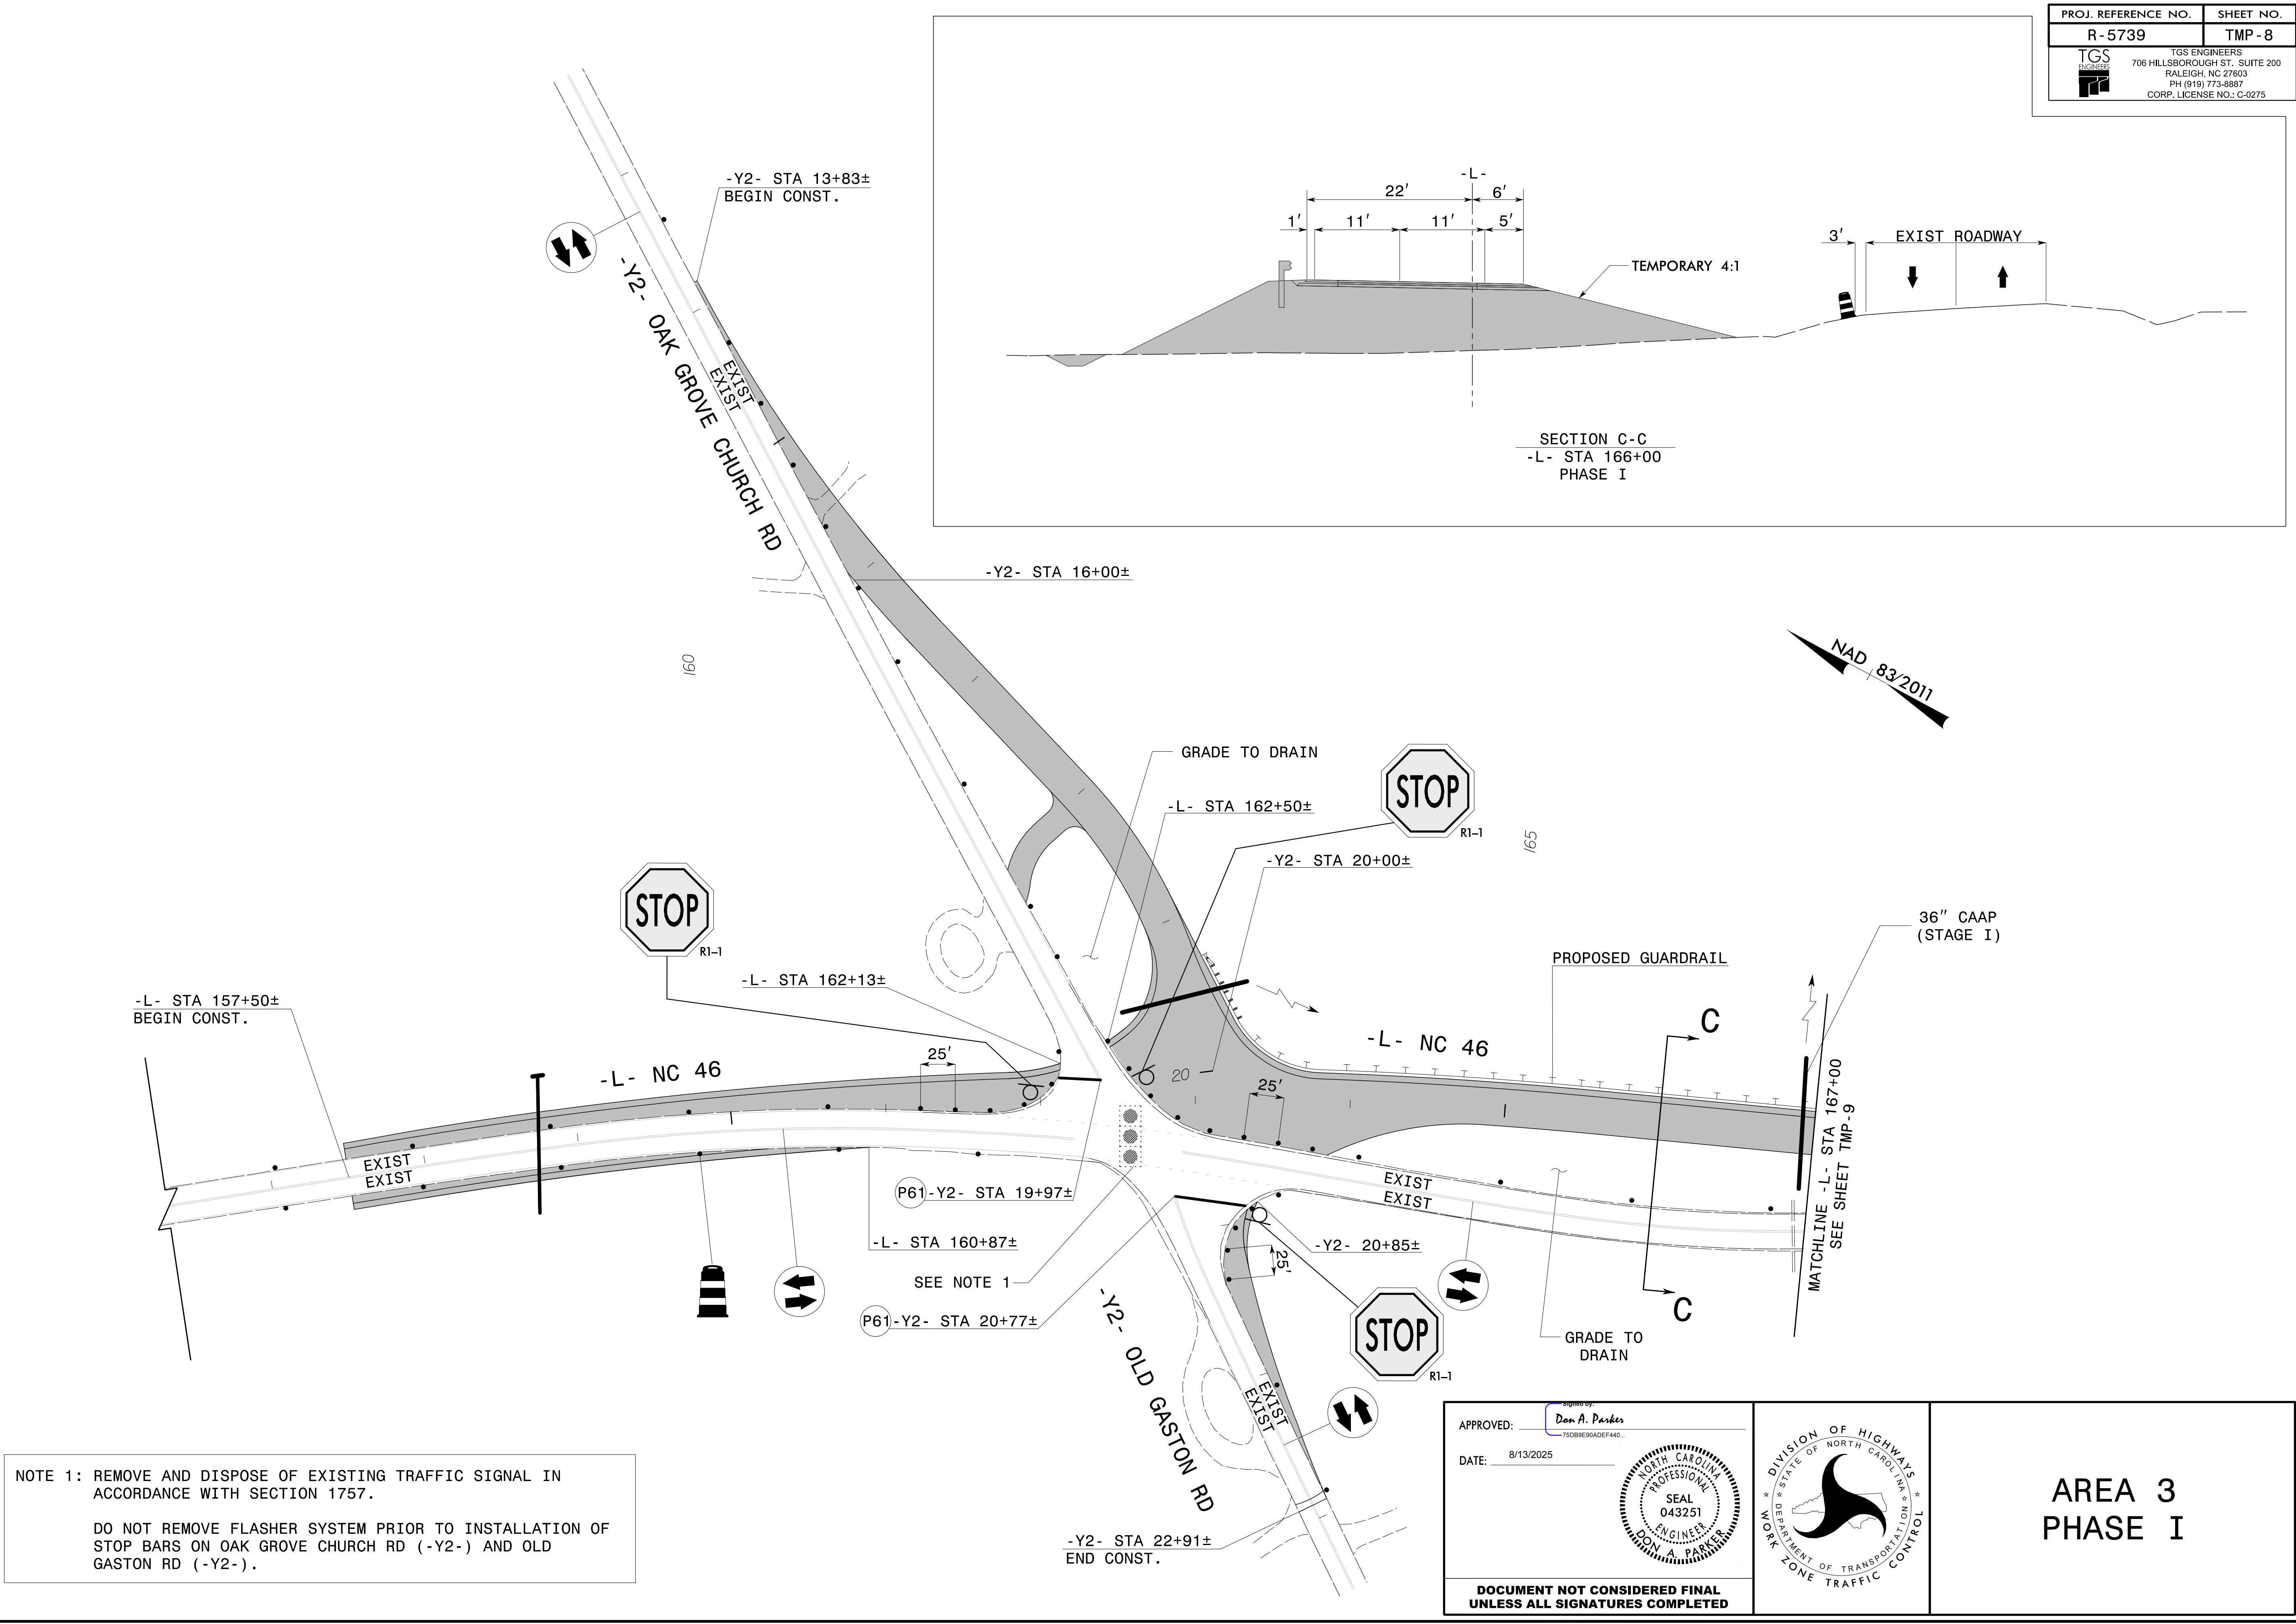 PROJ. REFERENCE NO. SHEET NO.
R-5739 TMP-8
TGS
ENGINEERS
TGS ENGINEERS
706 HILLSBOROUGH ST. SUITE 200
RALEIGH, NC 27603
PH (919) 773-8887
CORP. LICENSE NO.: C-0275
-L-
22' 6'
1' 11' 11' 5'
TEMPORARY 4:1
3' EXIST ROADWAY
SECTION C-C
-L- STA 166+00
PHASE I
-Y2- STA 13+83±
BEGIN CONST.
-Y2- OAK GROVE CHURCH RD
EXIST
EXIST
-Y2- STA 16+00±
160
NAD 83/2011
GRADE TO DRAIN
-L- STA 162+50±
STOP
R1-1
165
-Y2- STA 20+00±
STOP
R1-1
36" CAAP
(STAGE I)
PROPOSED GUARDRAIL
-L- STA 162+13±
-L- STA 157+50±
BEGIN CONST.
-L- NC 46
25'
-L- NC 46
C
20
25'
EXIST
EXIST
EXIST
EXIST
MATCHLINE -L- STA 167+00
SEE SHEET TMP-9
P61 -Y2- STA 19+97±
-L- STA 160+87±
-Y2- 20+85±
25'
SEE NOTE 1
P61 -Y2- STA 20+77±
C
STOP
R1-1
GRADE TO
DRAIN
-Y2- OLD GASTON RD
EXIST
EXIST
-Y2- STA 22+91±
END CONST.
NOTE 1: REMOVE AND DISPOSE OF EXISTING TRAFFIC SIGNAL IN
ACCORDANCE WITH SECTION 1757.
DO NOT REMOVE FLASHER SYSTEM PRIOR TO INSTALLATION OF
STOP BARS ON OAK GROVE CHURCH RD (-Y2-) AND OLD
GASTON RD (-Y2-).
Signed by:
APPROVED: Don A. Parker
75DB9E90ADEF440...
DATE: 8/13/2025
NORTH CAROLINA
PROFESSIONAL
SEAL
043251
ENGINEER
DON A. PARKER
DOCUMENT NOT CONSIDERED FINAL
UNLESS ALL SIGNATURES COMPLETED
DIVISION OF HIGHWAYS
STATE OF NORTH CAROLINA
DEPARTMENT OF TRANSPORTATION
WORK ZONE TRAFFIC CONTROL
AREA 3
PHASE I